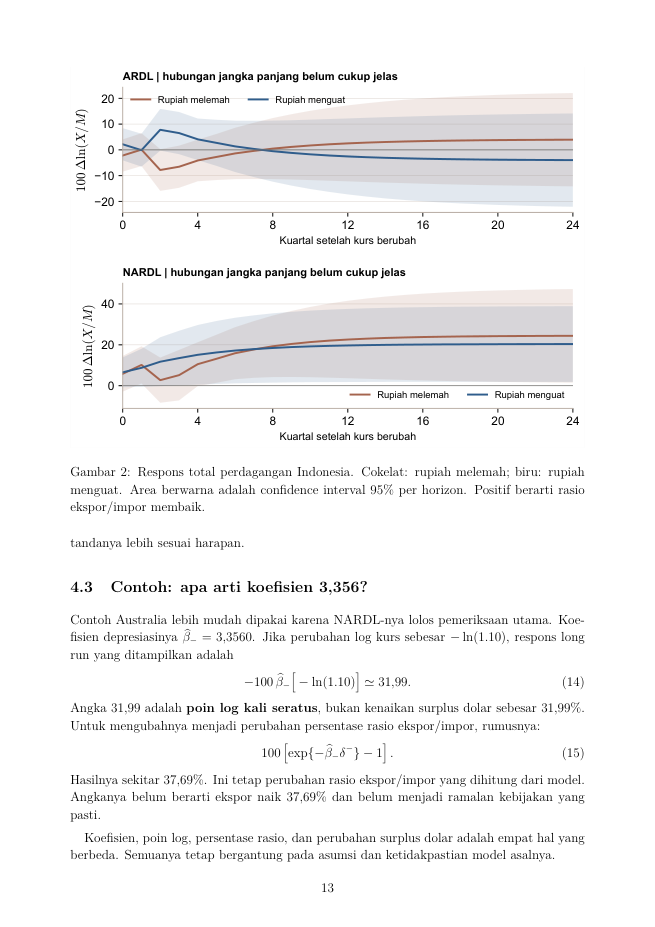 ARDL | hubungan jangka panjang belum cukup jelas
Rupiah melemah Rupiah menguat
100 Δln(X/M)
20
10
0
−10
−20
0 4 8 12 16 20 24
Kuartal setelah kurs berubah
NARDL | hubungan jangka panjang belum cukup jelas
100 Δln(X/M)
40
20
0
Rupiah melemah Rupiah menguat
0 4 8 12 16 20 24
Kuartal setelah kurs berubah
Gambar 2: Respons total perdagangan Indonesia. Cokelat: rupiah melemah; biru: rupiah
menguat. Area berwarna adalah confidence interval 95% per horizon. Positif berarti rasio
ekspor/impor membaik.
tandanya lebih sesuai harapan.
4.3 Contoh: apa arti koefisien 3,356?
Contoh Australia lebih mudah dipakai karena NARDL-nya lolos pemeriksaan utama. Koe-
fisien depresiasinya β̂₋ = 3,3560. Jika perubahan log kurs sebesar − ln(1.10), respons long
run yang ditampilkan adalah
−100 β̂₋[ − ln(1.10)] ≃ 31,99. (14)
Angka 31,99 adalah poin log kali seratus, bukan kenaikan surplus dolar sebesar 31,99%.
Untuk mengubahnya menjadi perubahan persentase rasio ekspor/impor, rumusnya:
100 [exp{−β̂₋δ⁻} − 1] . (15)
Hasilnya sekitar 37,69%. Ini tetap perubahan rasio ekspor/impor yang dihitung dari model.
Angkanya belum berarti ekspor naik 37,69% dan belum menjadi ramalan kebijakan yang
pasti.
Koefisien, poin log, persentase rasio, dan perubahan surplus dolar adalah empat hal yang
berbeda. Semuanya tetap bergantung pada asumsi dan ketidakpastian model asalnya.
13